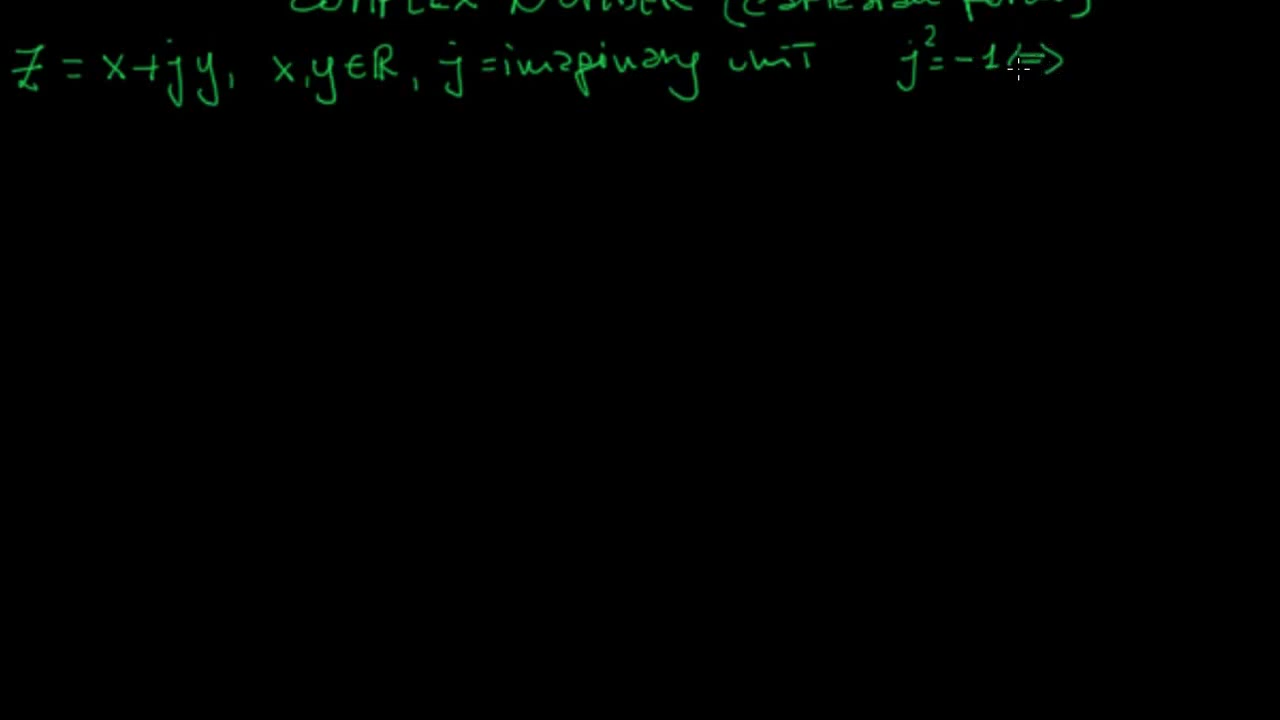 COMPLEX NUMBER (Cartesian form)
Z = x+jy, x,y∈ℝ, j = imaginary unit j²=-1 <=>